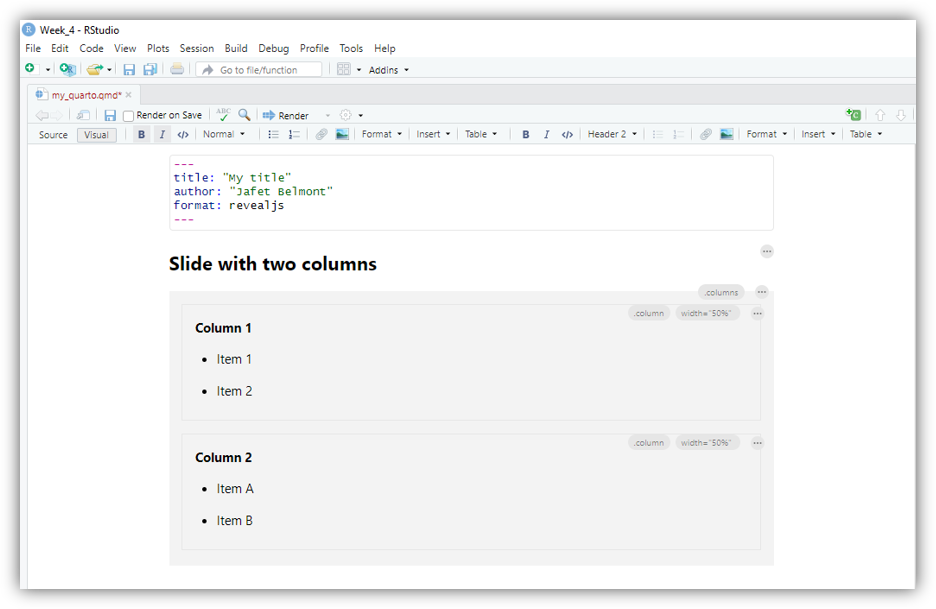 Week_4 - RStudio
File Edit Code View Plots Session Build Debug Profile Tools Help
Go to file/function Addins
my_quarto.qmd*
Render on Save ABC Render
Source Visual B I </> Normal Format Insert Table B I </> Header 2 Format Insert Table
---
title: "My title"
author: "Jafet Belmont"
format: revealjs
---
Slide with two columns
.columns
.column width="50%"
Column 1
• Item 1
• Item 2
.column width="50%"
Column 2
• Item A
• Item B